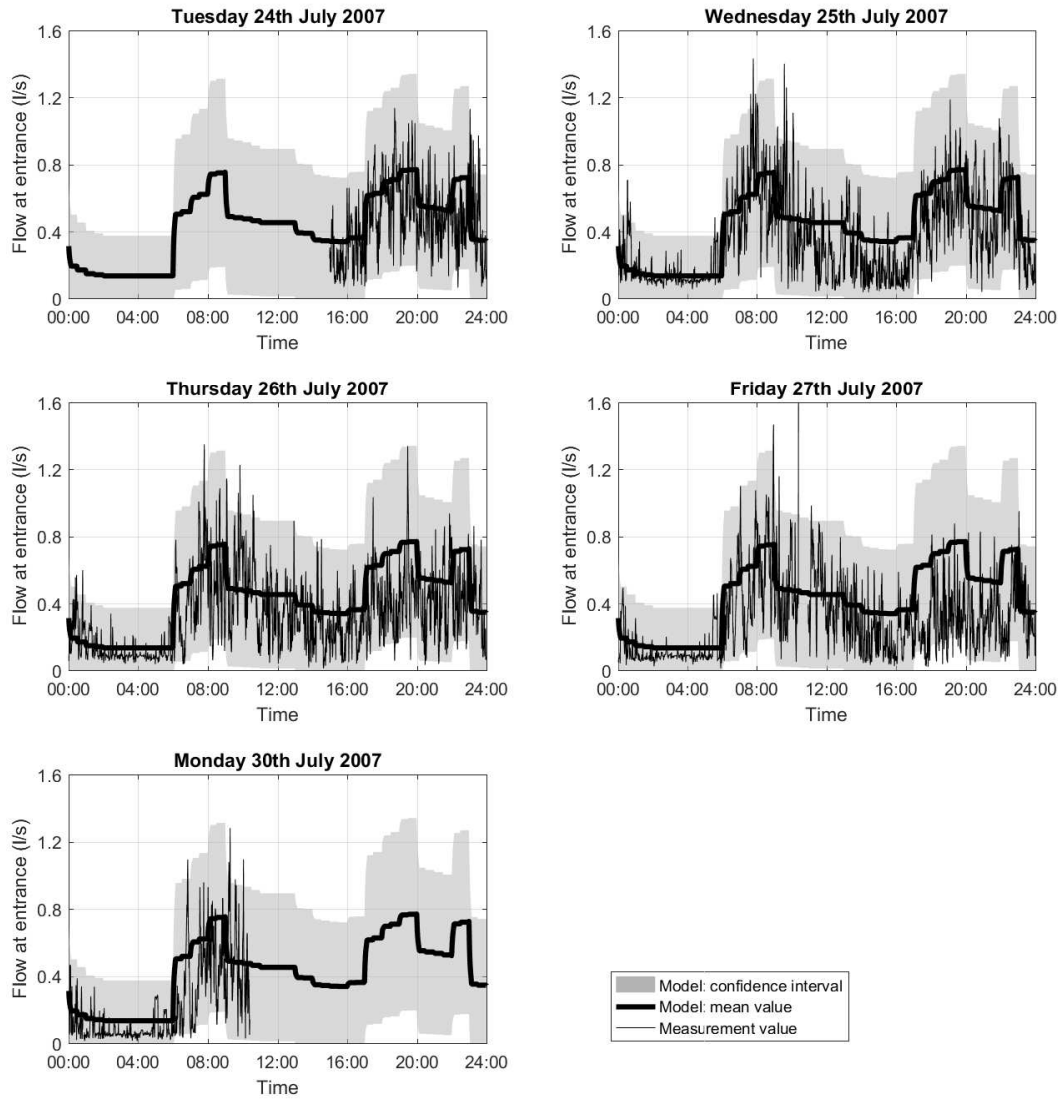 Tuesday 24th July 2007
1.6
1.2
0.8
0.4
0
Flow at entrance (l/s)
00:00 04:00 08:00 12:00 16:00 20:00 24:00
Time
Wednesday 25th July 2007
1.6
1.2
0.8
0.4
0
Flow at entrance (l/s)
00:00 04:00 08:00 12:00 16:00 20:00 24:00
Time
Thursday 26th July 2007
1.6
1.2
0.8
0.4
0
Flow at entrance (l/s)
00:00 04:00 08:00 12:00 16:00 20:00 24:00
Time
Friday 27th July 2007
1.6
1.2
0.8
0.4
0
Flow at entrance (l/s)
00:00 04:00 08:00 12:00 16:00 20:00 24:00
Time
Monday 30th July 2007
1.6
1.2
0.8
0.4
0
Flow at entrance (l/s)
00:00 04:00 08:00 12:00 16:00 20:00 24:00
Time
Model: confidence interval
Model: mean value
Measurement value